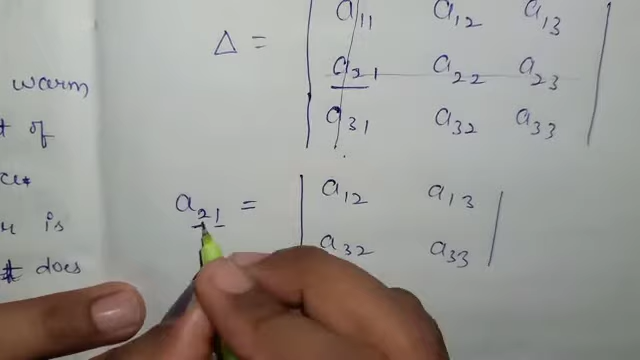 a11 a12 a13
Δ =
warm
a21 a22 a23
of
a31 a32 a33
a21 = a12 a13
is
a32 a33
does